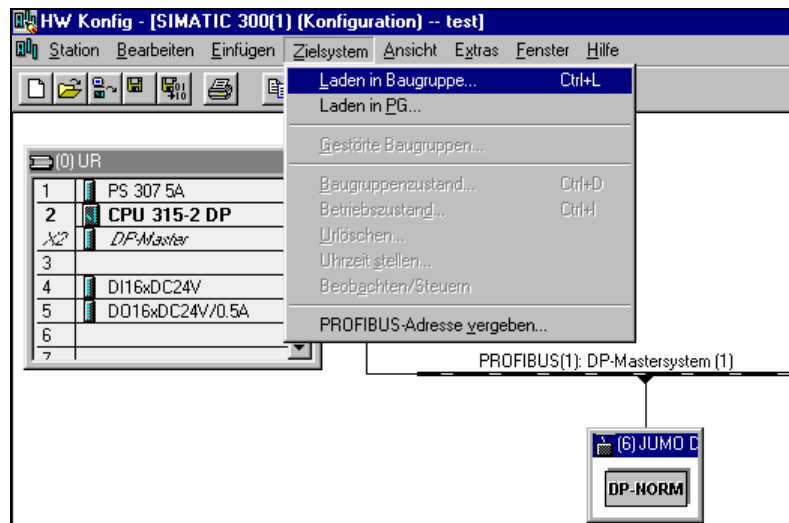 HW Konfig - [SIMATIC 300(1) (Konfiguration) -- test]
Station Bearbeiten Einfügen Zielsystem Ansicht Extras Fenster Hilfe
Laden in Baugruppe... Ctrl+L
Laden in PG...
Gestörte Baugruppen...
Baugruppenzustand... Ctrl+D
Betriebszustand... Ctrl+I
Urlöschen...
Uhrzeit stellen...
Beobachten/Steuern
PROFIBUS-Adresse vergeben...
(0) UR
1 PS 307 5A
2 CPU 315-2 DP
X2 DP-Master
3
4 DI16xDC24V
5 DO16xDC24V/0.5A
6
7
PROFIBUS(1): DP-Mastersystem (1)
(6) JUMO D
DP-NORM